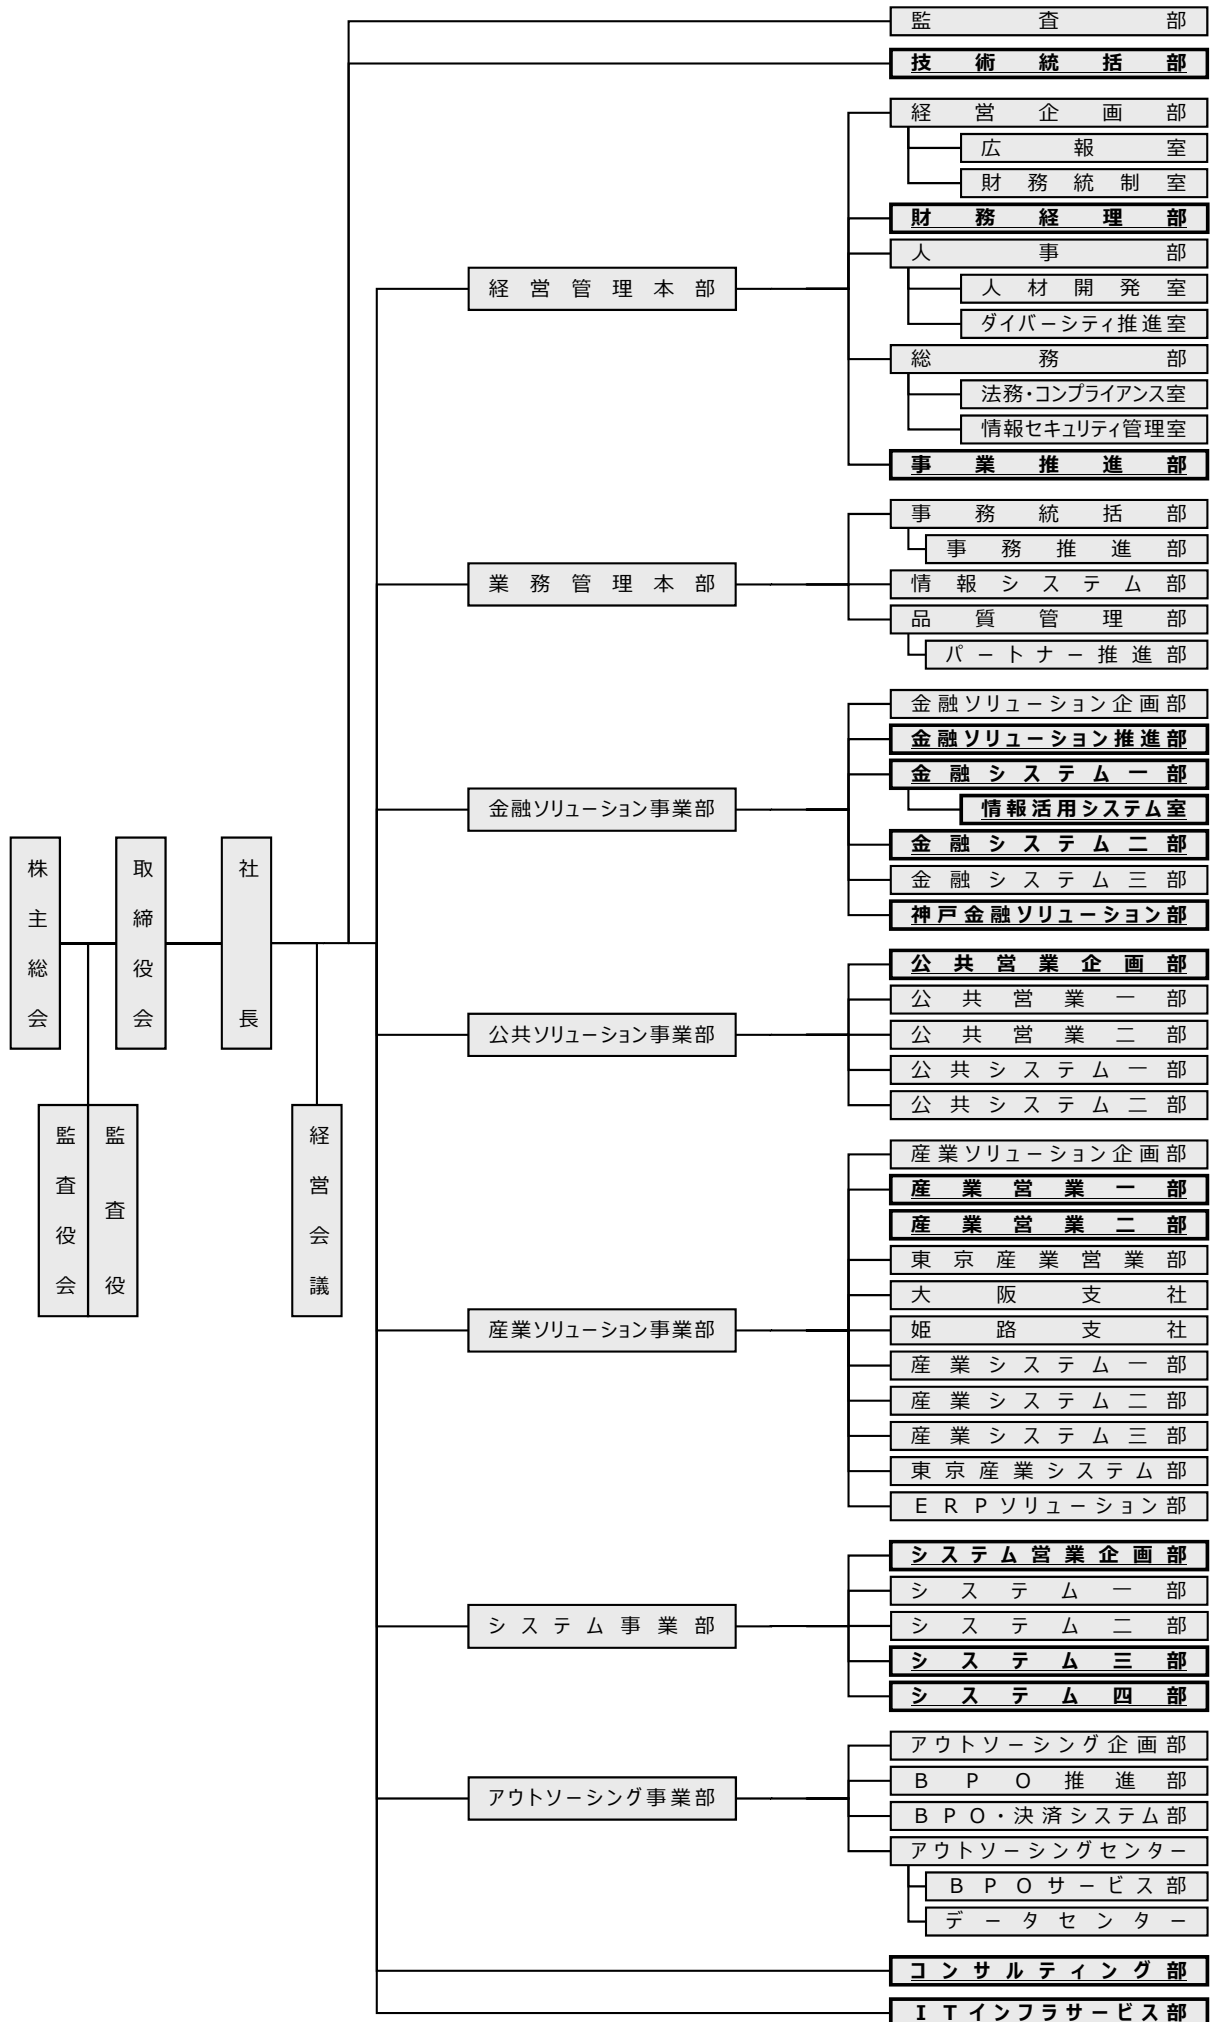 監査部
技術統括部
経営企画部
広報室
財務統制室
財務経理部
人事部
経営管理本部
人材開発室
ダイバーシティ推進室
総務部
法務・コンプライアンス室
情報セキュリティ管理室
事業推進部
事務統括部
事務推進部
業務管理本部
情報システム部
品質管理部
パートナー推進部
金融ソリューション企画部
金融ソリューション推進部
金融システム一部
金融ソリューション事業部
情報活用システム室
金融システム二部
金融システム三部
神戸金融ソリューション部
株主総会
取締役会
社長
監査役会
監査役
経営会議
公共営業企画部
公共営業一部
公共ソリューション事業部
公共営業二部
公共システム一部
公共システム二部
産業ソリューション企画部
産業営業一部
産業営業二部
東京産業営業部
大阪支社
産業ソリューション事業部
姫路支社
産業システム一部
産業システム二部
産業システム三部
東京産業システム部
ERPソリューション部
システム営業企画部
システム一部
システム事業部
システム二部
システム三部
システム四部
アウトソーシング企画部
BPO推進部
アウトソーシング事業部
BPO・決済システム部
アウトソーシングセンター
BPOサービス部
データセンター
コンサルティング部
ITインフラサービス部